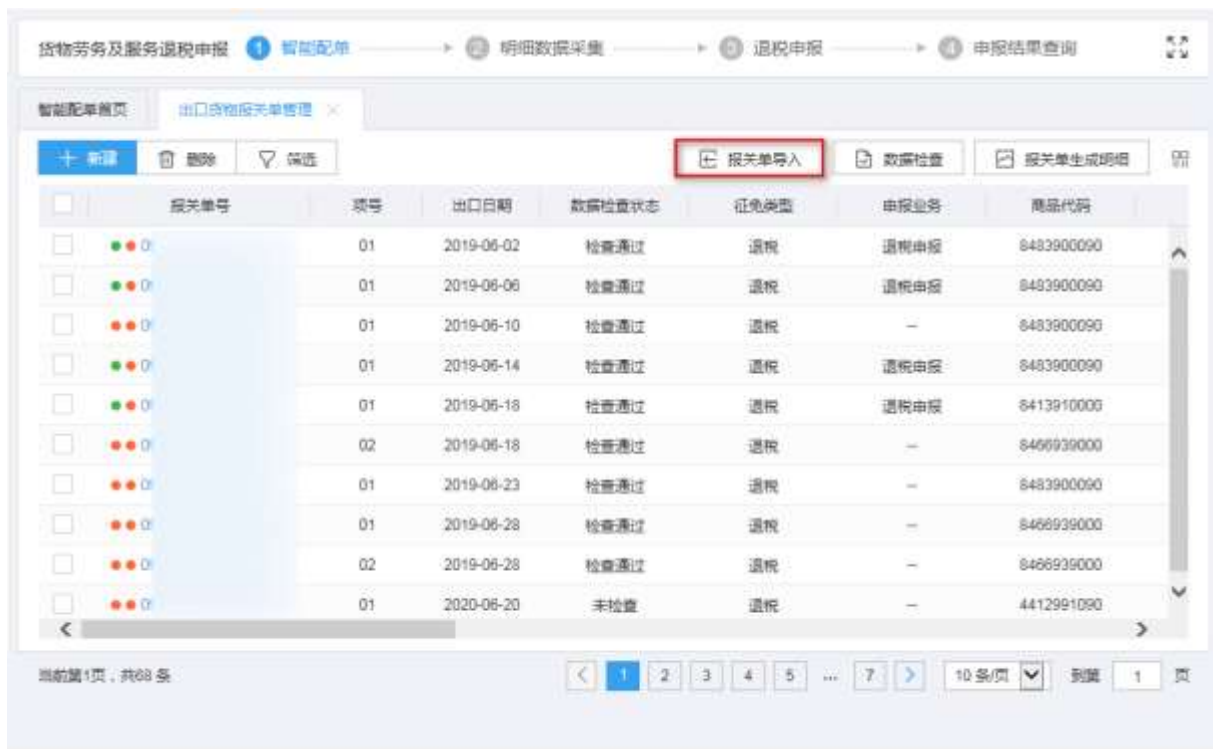 货物劳务及服务退税申报 1 智能配单 2 明细数据采集 3 退税申报 4 申报结果查询
智能配单首页 出口货物报关单管理
新建 删除 筛选 报关单导入 数据检查 报关单生成明细
报关单号 项号 出口日期 数据检查状态 征免类型 申报业务 商品代码
01 2019-06-02 检查通过 退税 退税申报 8483900090
01 2019-06-06 检查通过 退税 退税申报 8483900090
01 2019-06-10 检查通过 退税 -- 8483900090
01 2019-06-14 检查通过 退税 退税申报 8483900090
01 2019-06-18 检查通过 退税 退税申报 8413910000
02 2019-06-18 检查通过 退税 -- 8466939000
01 2019-06-23 检查通过 退税 -- 8483900090
01 2019-06-28 检查通过 退税 -- 8466939000
02 2019-06-28 检查通过 退税 -- 8466939000
01 2020-06-20 未检查 退税 -- 4412991090
当前第1页，共68 条 1 2 3 4 5 ... 7 10 条/页 到第 1 页